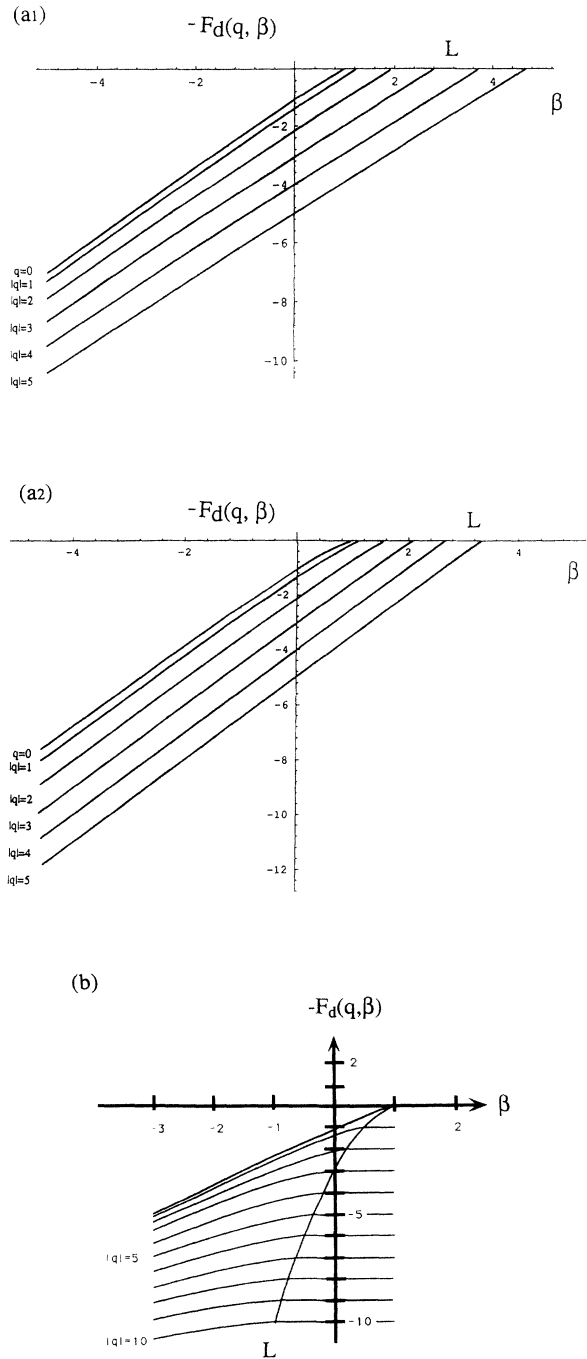 (a1)
-Fd(q, β)
L
-4 -2 2 4
β
-2
-4
-6
-8
-10
q=0
|q|=1
|q|=2
|q|=3
|q|=4
|q|=5
(a2)
-Fd(q, β)
L
-4 -2 2 4
β
-2
-4
-6
-8
-10
-12
q=0
|q|=1
|q|=2
|q|=3
|q|=4
|q|=5
(b)
-Fd(q,β)
2
β
-3 -2 -1 2
-5
|q|=5
-10
|q|=10
L